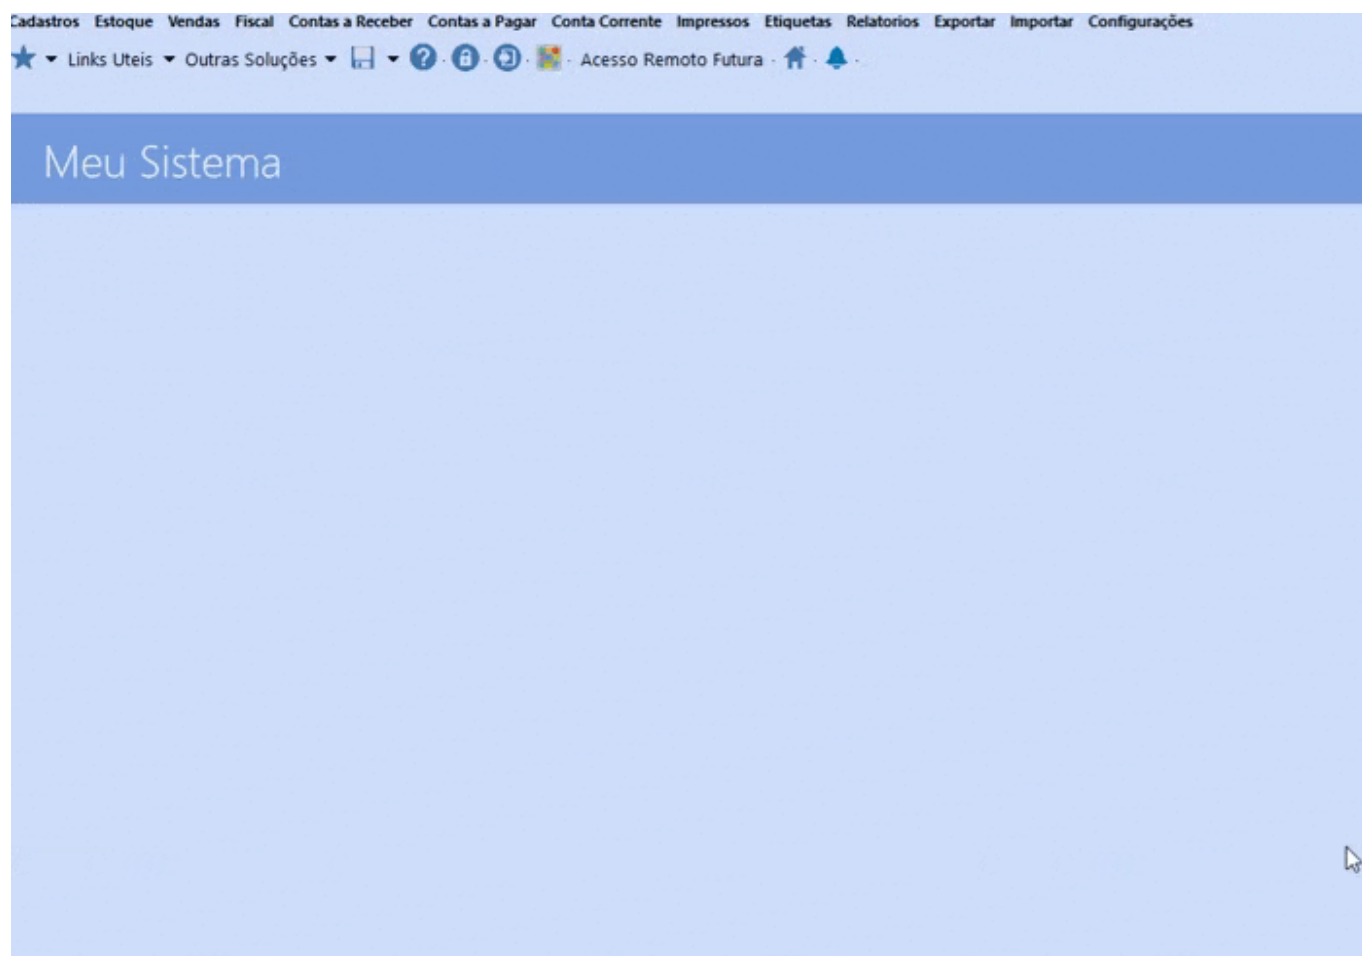 Cadastros Estoque Vendas Fiscal Contas a Receber Contas a Pagar Conta Corrente Impressos Etiquetas Relatorios Exportar Importar Configurações
Links Uteis Outras Soluções ? Acesso Remoto Futura
Meu Sistema